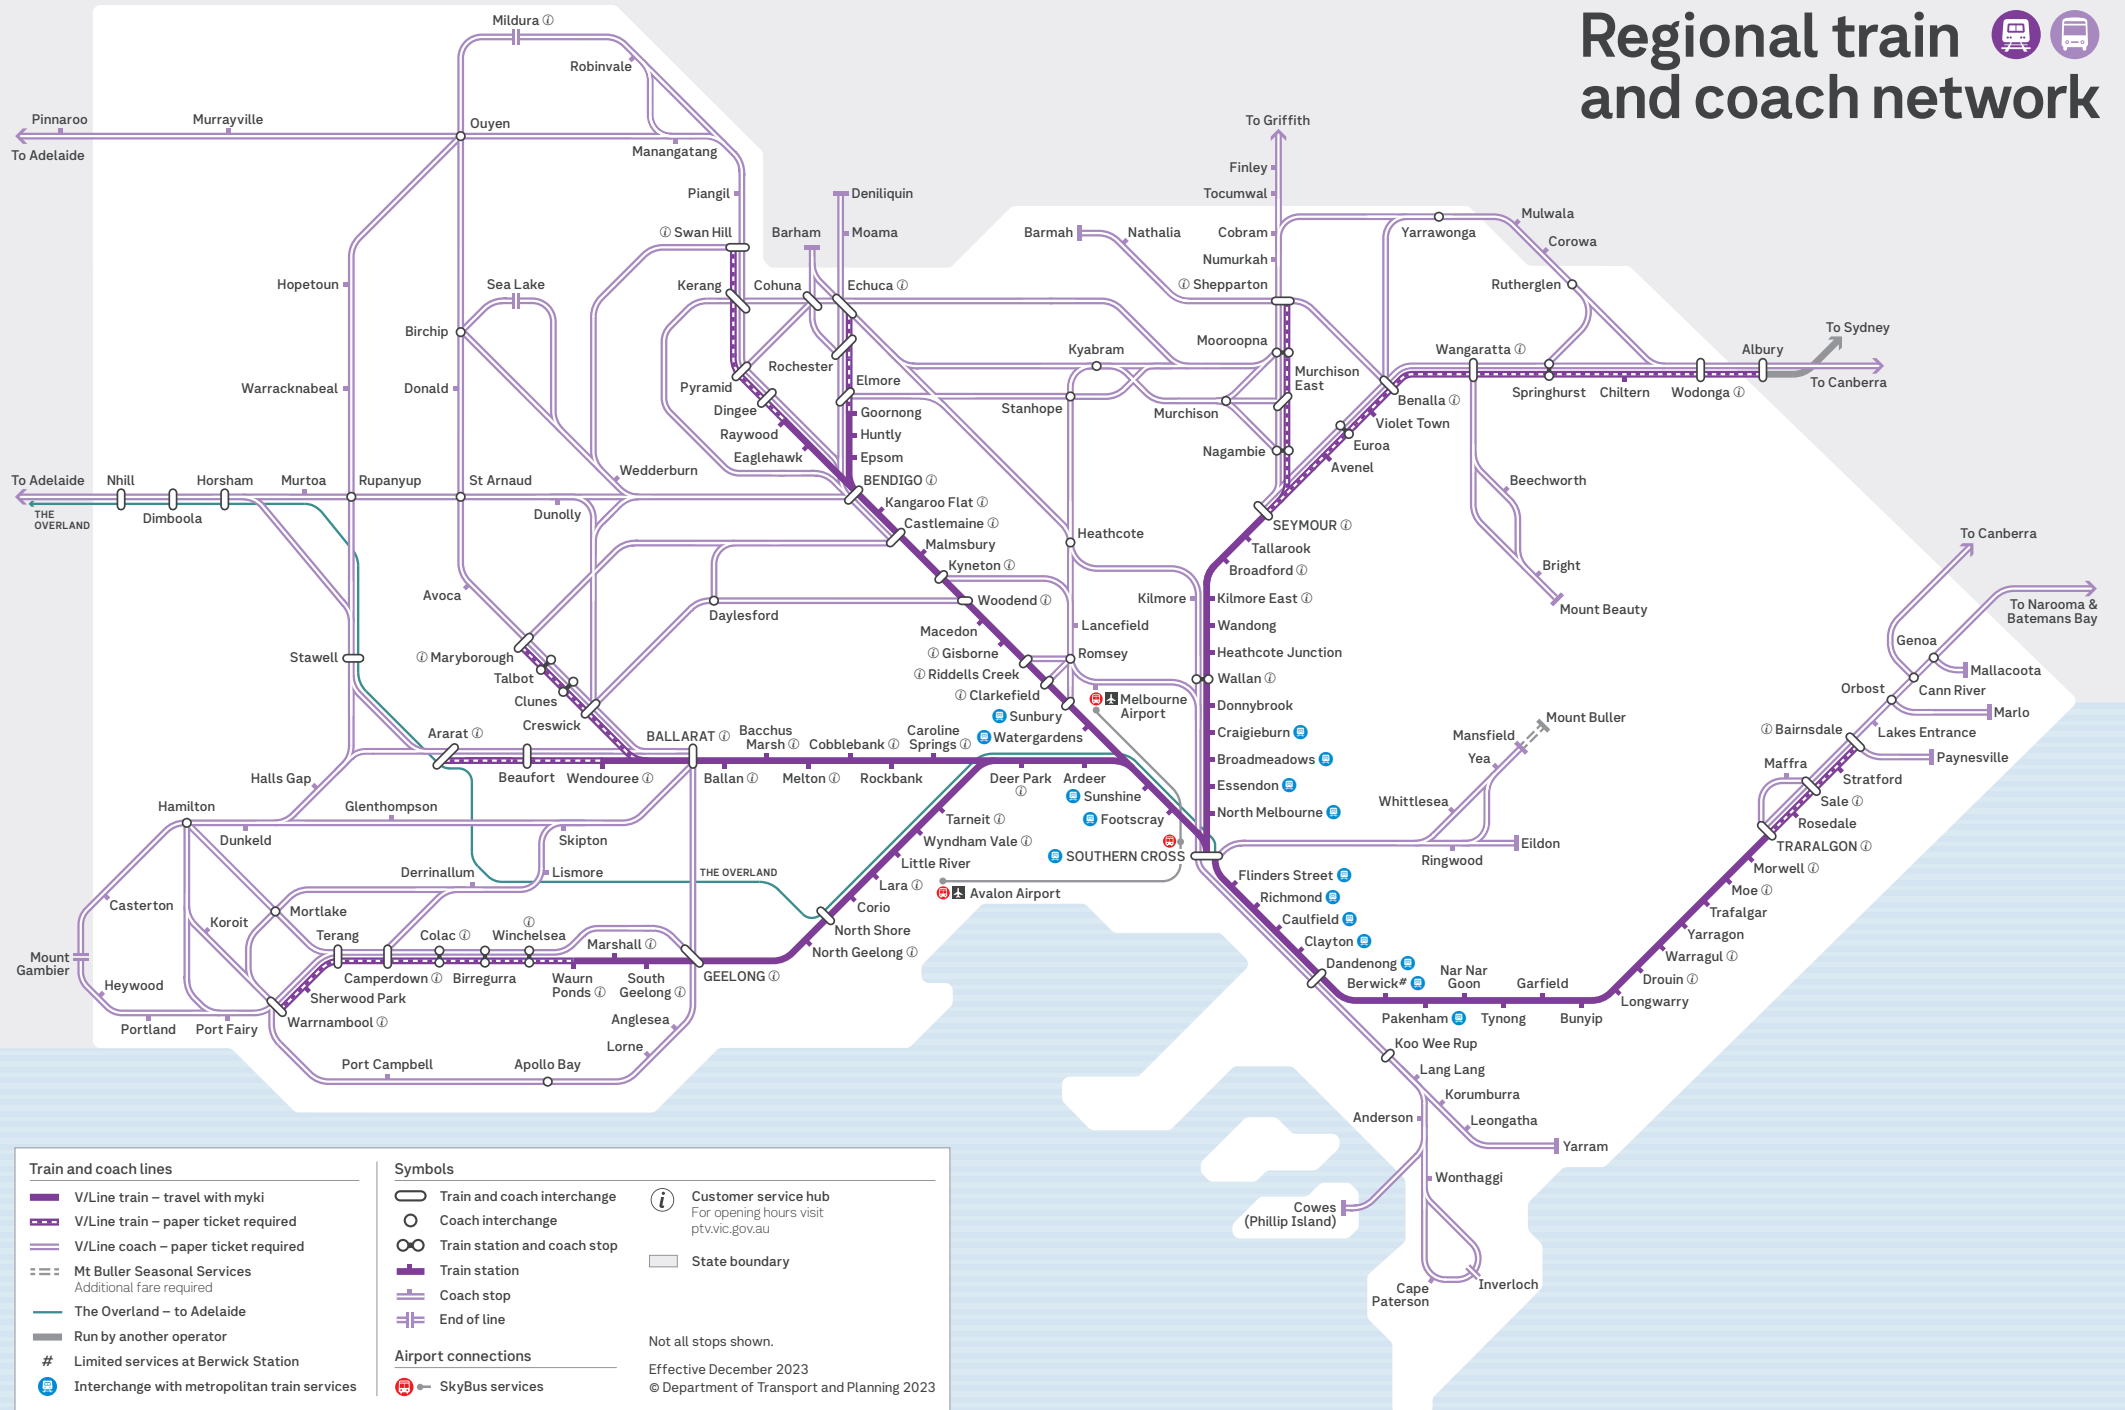 Regional train
and coach network
Mildura
Robinvale
Pinnaroo
Murrayville
Ouyen
To Adelaide
Manangatang
To Griffith
Finley
Piangil
Deniliquin
Tocumwal
Swan Hill
Barham
Moama
Barmah
Nathalia
Cobram
Yarrawonga
Mulwala
Corowa
Numurkah
Hopetoun
Sea Lake
Kerang
Cohuna
Echuca
Shepparton
Rutherglen
Birchip
To Sydney
Mooroopna
Kyabram
Wangaratta
Albury
Rochester
Murchison
East
To Canberra
Warracknabeal
Donald
Pyramid
Elmore
Springhurst
Chiltern
Wodonga
Benalla
Dingee
Goornong
Stanhope
Murchison
Violet Town
Raywood
Huntly
Euroa
Eaglehawk
Epsom
Nagambie
Avenel
Wedderburn
To Adelaide
Nhill
Horsham
Murtoa
Rupanyup
St Arnaud
BENDIGO
Beechworth
THE
OVERLAND
Dimboola
Dunolly
Kangaroo Flat
Castlemaine
SEYMOUR
Heathcote
To Canberra
Malmsbury
Tallarook
Kyneton
Broadford
Bright
Avoca
Daylesford
Woodend
Kilmore
Kilmore East
Mount Beauty
To Narooma &
Batemans Bay
Macedon
Lancefield
Wandong
Genoa
Stawell
Maryborough
Gisborne
Romsey
Heathcote Junction
Mallacoota
Talbot
Riddells Creek
Wallan
Orbost
Cann River
Clunes
Clarkefield
Melbourne
Airport
Donnybrook
Marlo
Creswick
Sunbury
Mount Buller
Ararat
BALLARAT
Bacchus
Marsh
Cobblebank
Caroline
Springs
Watergardens
Craigieburn
Mansfield
Bairnsdale
Lakes Entrance
Yea
Broadmeadows
Paynesville
Halls Gap
Beaufort
Wendouree
Ballan
Melton
Rockbank
Deer Park
Ardeer
Maffra
Stratford
Sunshine
Essendon
Whittlesea
Sale
Hamilton
Glenthompson
Tarneit
Footscray
North Melbourne
Rosedale
Dunkeld
Skipton
Wyndham Vale
Eildon
TRARALGON
SOUTHERN CROSS
Ringwood
Derrinallum
Lismore
THE OVERLAND
Little River
Flinders Street
Morwell
Lara
Avalon Airport
Richmond
Moe
Casterton
Mortlake
Corio
Caulfield
Trafalgar
Koroit
Terang
Colac
Winchelsea
North Shore
Clayton
Yarragon
Marshall
North Geelong
Mount
Gambier
Dandenong
Warragul
Camperdown
Birregurra
Waurn
Ponds
South
Geelong
GEELONG
Berwick#
Nar Nar
Goon
Garfield
Drouin
Heywood
Sherwood Park
Longwarry
Portland
Port Fairy
Warrnambool
Anglesea
Pakenham
Tynong
Bunyip
Lorne
Koo Wee Rup
Port Campbell
Apollo Bay
Lang Lang
Korumburra
Anderson
Leongatha
Yarram
Wonthaggi
Cowes
(Phillip Island)
Cape
Paterson
Inverloch
Train and coach lines
V/Line train – travel with myki
V/Line train – paper ticket required
V/Line coach – paper ticket required
Mt Buller Seasonal Services
Additional fare required
The Overland – to Adelaide
Run by another operator
# Limited services at Berwick Station
Interchange with metropolitan train services
Symbols
Train and coach interchange
Coach interchange
Train station and coach stop
Train station
Coach stop
End of line
Airport connections
SkyBus services
i Customer service hub
For opening hours visit
ptv.vic.gov.au
State boundary
Not all stops shown.
Effective December 2023
© Department of Transport and Planning 2023